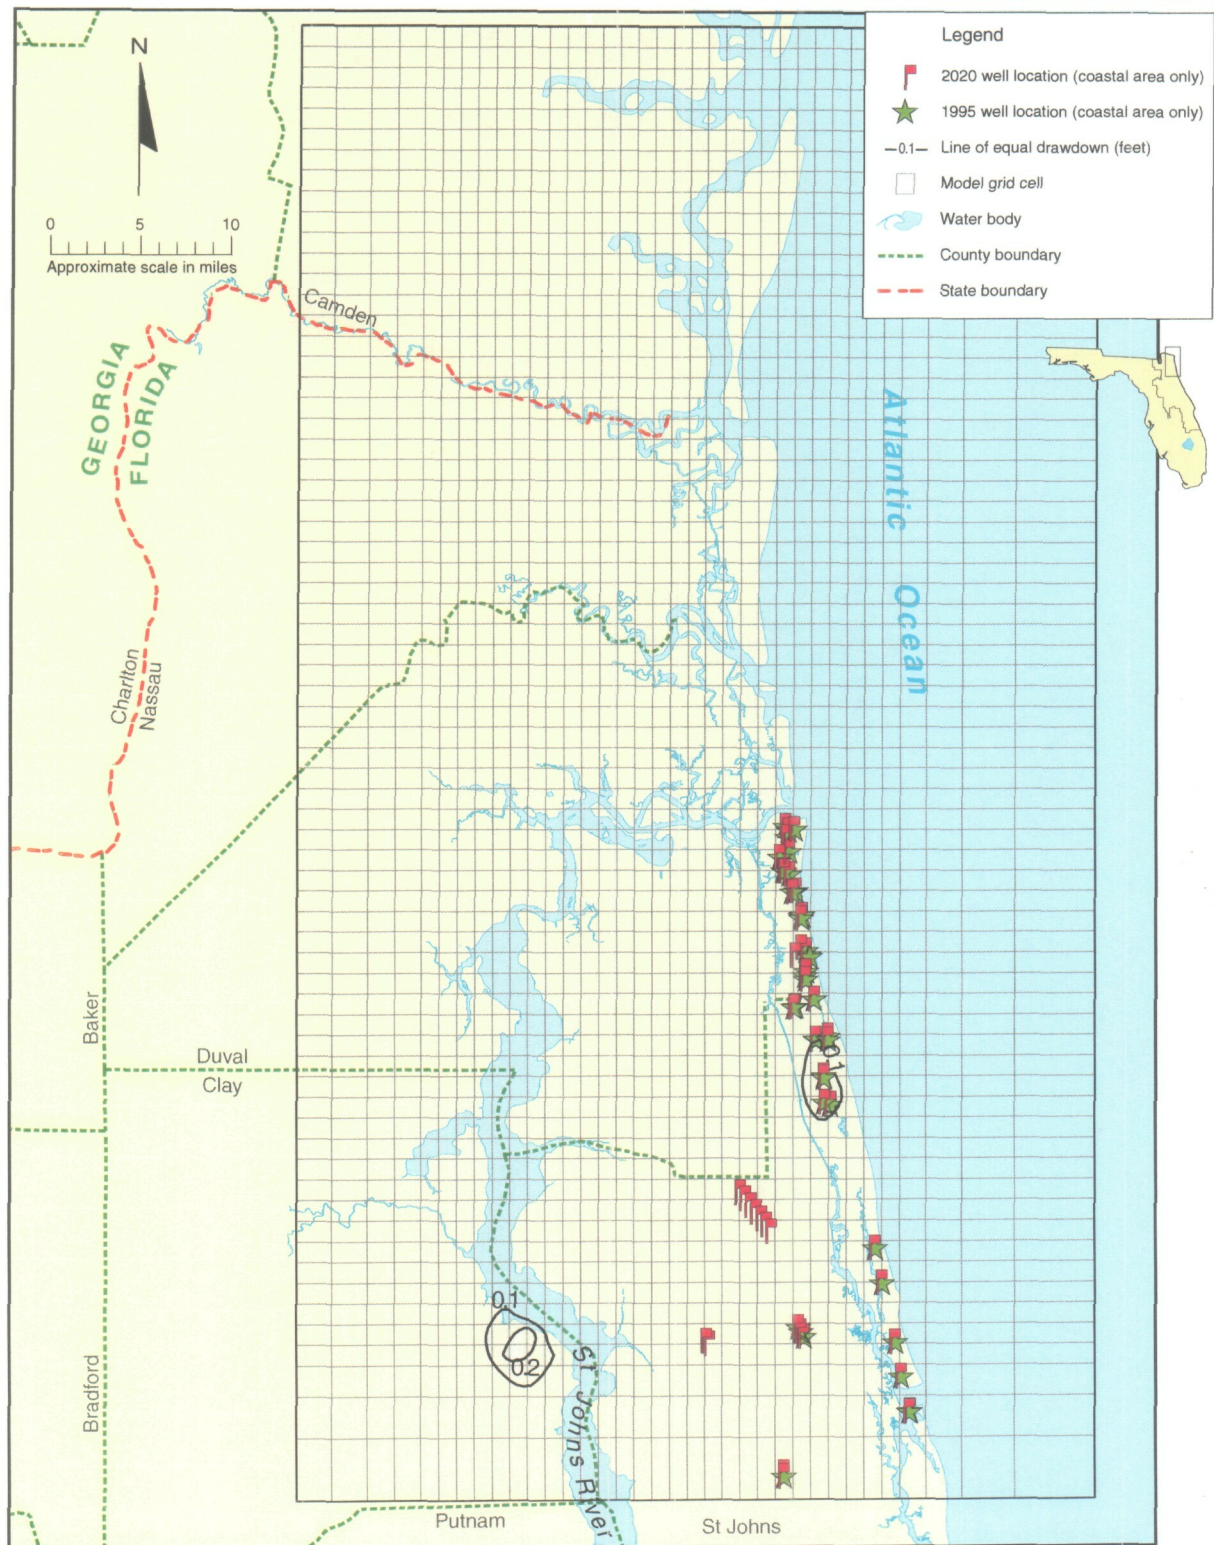 Legend
2020 well location (coastal area only)
1995 well location (coastal area only)
0.1 Line of equal drawdown (feet)
Model grid cell
Water body
County boundary
State boundary
N
0 5 10
Approximate scale in miles
Camden
GEORGIA
FLORIDA
Atlantic Ocean
Charlton
Nassau
Baker
Duval
Clay
0.1
0.1
0.2
St Johns River
Bradford
Putnam
St Johns